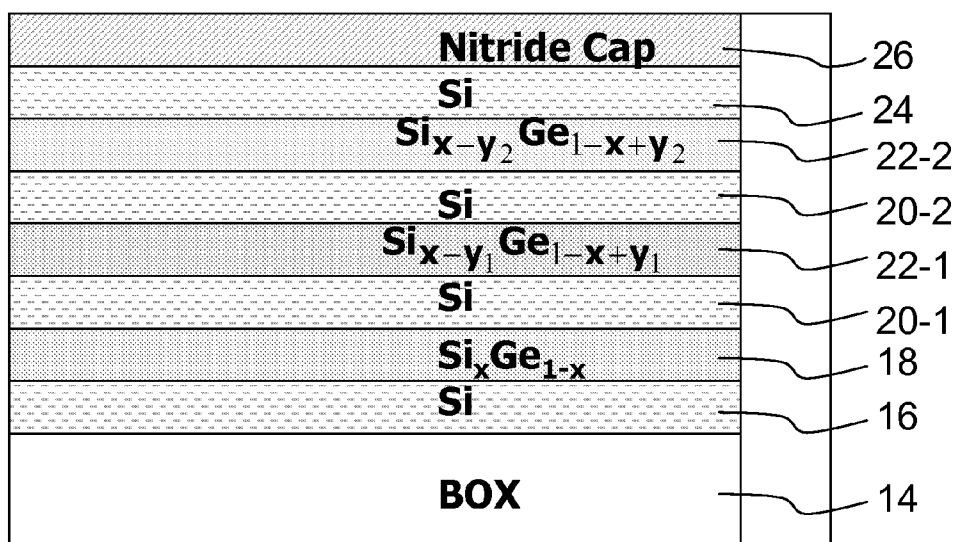 Nitride Cap 26
Si 24
Siₓ₋y₂Ge₁₋ₓ₊y₂ 22-2
Si 20-2
Siₓ₋y₁Ge₁₋ₓ₊y₁ 22-1
Si 20-1
SiₓGe₁₋ₓ 18
Si 16
BOX 14